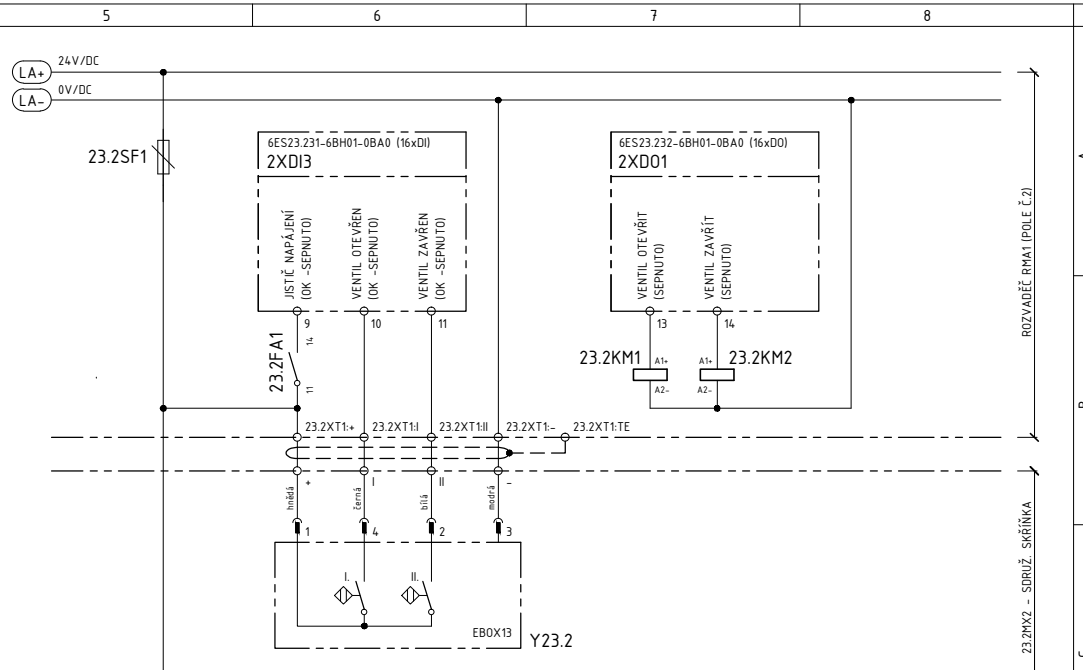 5 6 7 8
24V/DC
LA+
0V/DC
LA-
23.2SF1
6ES23.231-6BH01-0BA0 (16xDI)
2XDI3
JISTIČ NAPÁJENÍ
(OK -SEPNUTO)
VENTIL OTEVŘEN
(OK -SEPNUTO)
VENTIL ZAVŘEN
(OK -SEPNUTO)
9 10 11
6ES23.232-6BH01-0BA0 (16xDO)
2XDO1
VENTIL OTEVŘIT
(SEPNUTO)
VENTIL ZAVŘÍT
(SEPNUTO)
13 14
A
ROZVADĚČ RMA1 (POLE Č.2)
23.2FA1
14
11
23.2KM1
A1+
A2-
A1+
A2-
23.2KM2
B
23.2XT1:+ 23.2XT1:I 23.2XT1:II 23.2XT1:- 23.2XT1:TE
+ I II -
hnědá
černá
bílá
modrá
1 4 2 3
I. II.
EBOX13
Y23.2
23.2MX2 - SDRUŽ. SKŘÍŇKA
C